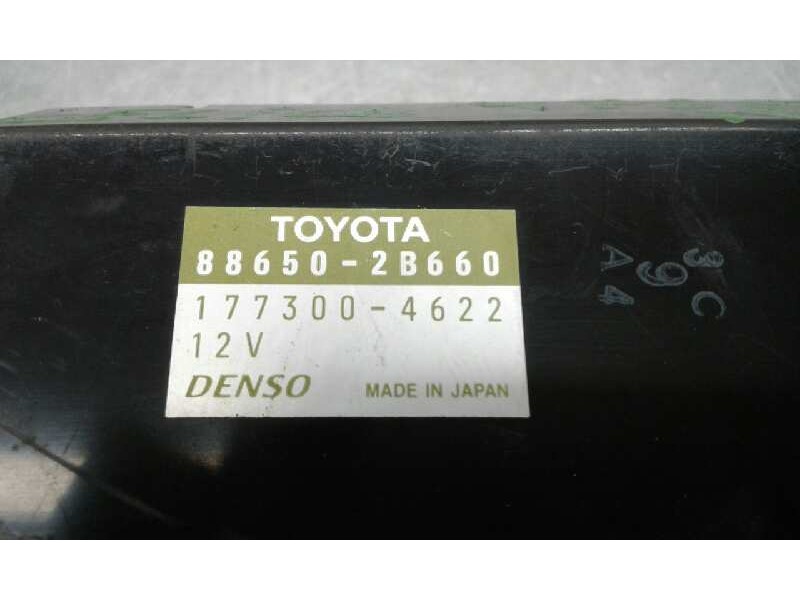 TOYOTA
88650-2B660
177300-4622
12V
DENSO MADE IN JAPAN
3C
9
A4